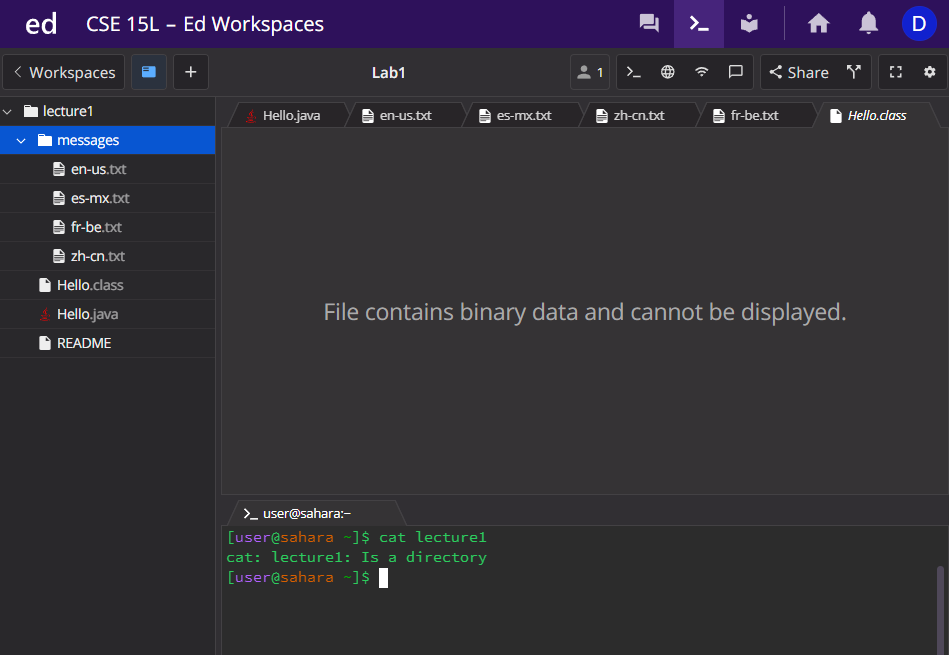 ed CSE 15L – Ed Workspaces D
Workspaces + Lab1 1 Share
lecture1
messages
en-us.txt
es-mx.txt
fr-be.txt
zh-cn.txt
Hello.class
Hello.java
README
Hello.java en-us.txt es-mx.txt zh-cn.txt fr-be.txt Hello.class
File contains binary data and cannot be displayed.
user@sahara:~
[user@sahara ~]$ cat lecture1
cat: lecture1: Is a directory
[user@sahara ~]$